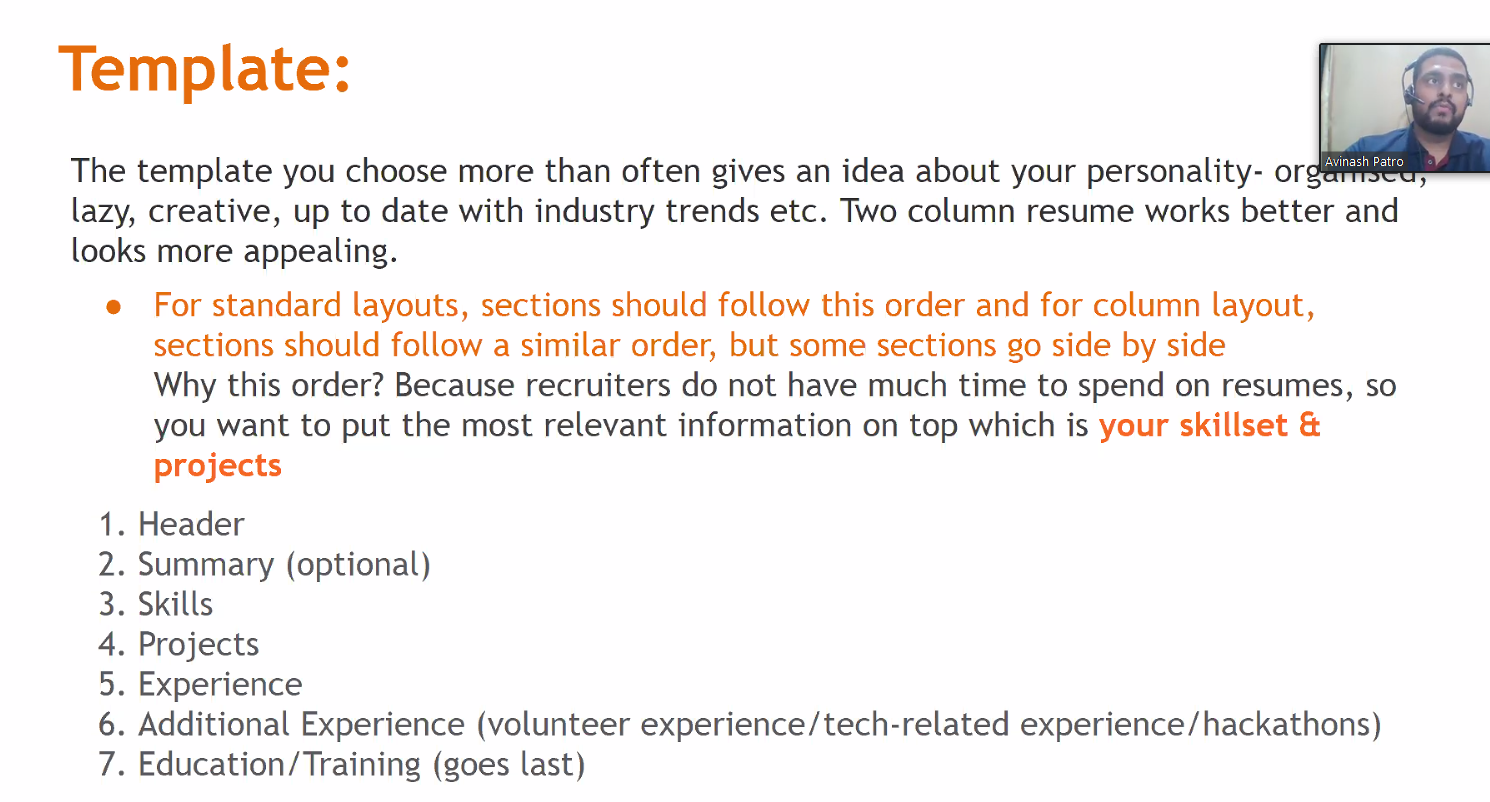 Template:
The template you choose more than often gives an idea about your personality- organised,
lazy, creative, up to date with industry trends etc. Two column resume works better and
looks more appealing.
● For standard layouts, sections should follow this order and for column layout,
sections should follow a similar order, but some sections go side by side
Why this order? Because recruiters do not have much time to spend on resumes, so
you want to put the most relevant information on top which is your skillset &
projects
1. Header
2. Summary (optional)
3. Skills
4. Projects
5. Experience
6. Additional Experience (volunteer experience/tech-related experience/hackathons)
7. Education/Training (goes last)
Avinash Patro